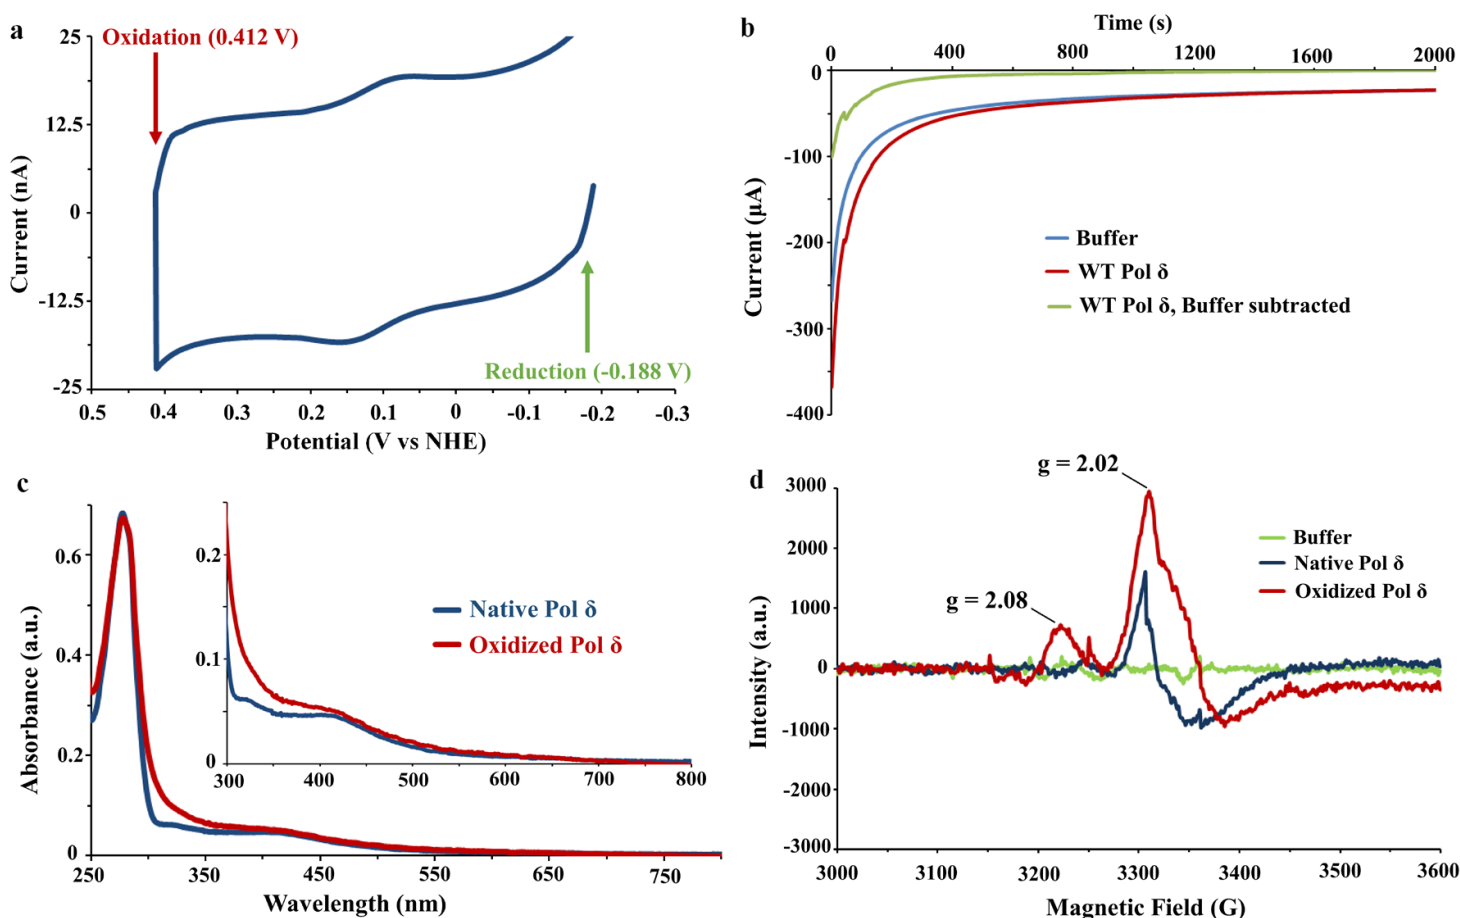 a
Oxidation (0.412 V)
25
12.5
0
-12.5
-25
Current (nA)
Reduction (-0.188 V)
0.5 0.4 0.3 0.2 0.1 0 -0.1 -0.2 -0.3
Potential (V vs NHE)
b
Time (s)
0 400 800 1200 1600 2000
0
-100
-200
-300
-400
Current (µA)
Buffer
WT Pol δ
WT Pol δ, Buffer subtracted
c
0.6
0.4
0.2
0
Absorbance (a.u.)
0.2
0.1
0
300 400 500 600 700 800
Native Pol δ
Oxidized Pol δ
250 350 450 550 650 750
Wavelength (nm)
d
g = 2.02
g = 2.08
3000
2000
1000
0
-1000
-2000
-3000
Intensity (a.u.)
Buffer
Native Pol δ
Oxidized Pol δ
3000 3100 3200 3300 3400 3500 3600
Magnetic Field (G)